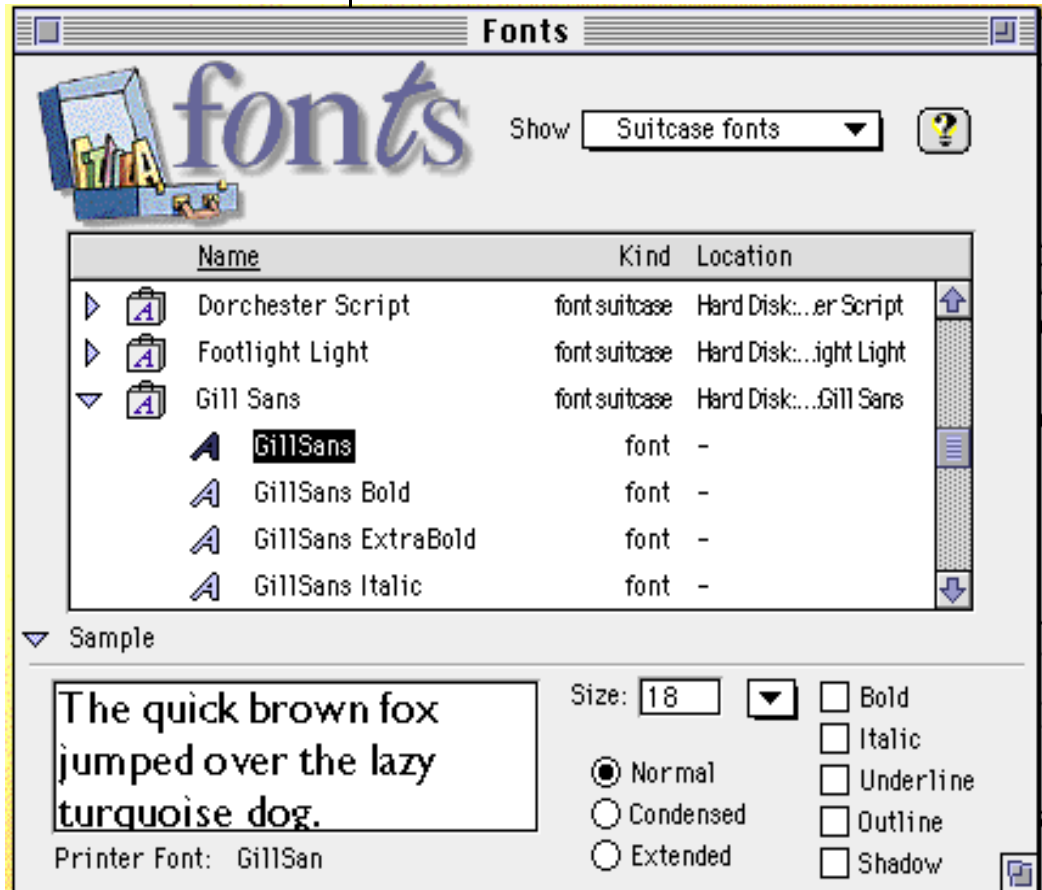 Fonts
fonts
Show Suitcase fonts ?
Name Kind Location
A Dorchester Script font suitcase Hard Disk:...er Script
A Footlight Light font suitcase Hard Disk:...ight Light
A Gill Sans font suitcase Hard Disk:...Gill Sans
A GillSans font -
A GillSans Bold font -
A GillSans ExtraBold font -
A GillSans Italic font -
Sample
The quick brown fox
jumped over the lazy
turquoise dog.
Printer Font: GillSan
Size: 18
Normal
Condensed
Extended
Bold
Italic
Underline
Outline
Shadow